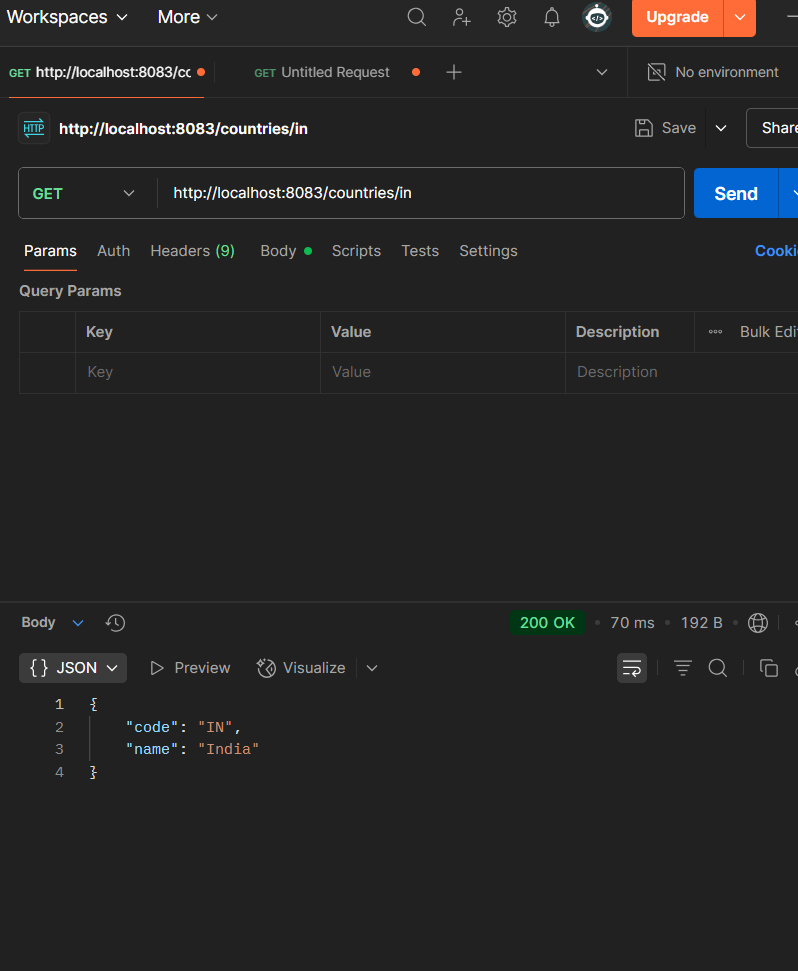 Workspaces More Upgrade
GET http://localhost:8083/cc GET Untitled Request No environment
HTTP http://localhost:8083/countries/in Save Share
GET http://localhost:8083/countries/in Send
Params Auth Headers (9) Body Scripts Tests Settings Cooki
Query Params
Key Value Description Bulk Edi
Key Value Description
Body 200 OK 70 ms 192 B
{} JSON Preview Visualize
1 {
2 "code": "IN",
3 "name": "India"
4 }